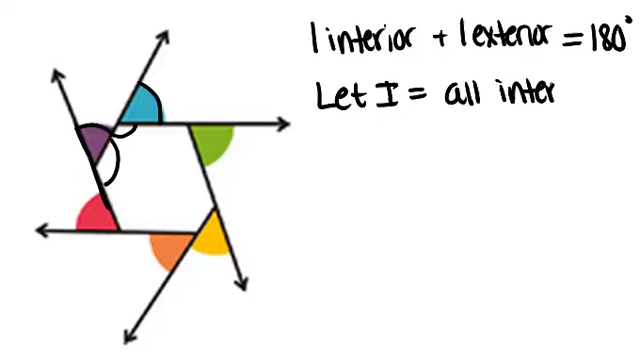 1 interior + 1 exterior = 180°
Let I = all inter